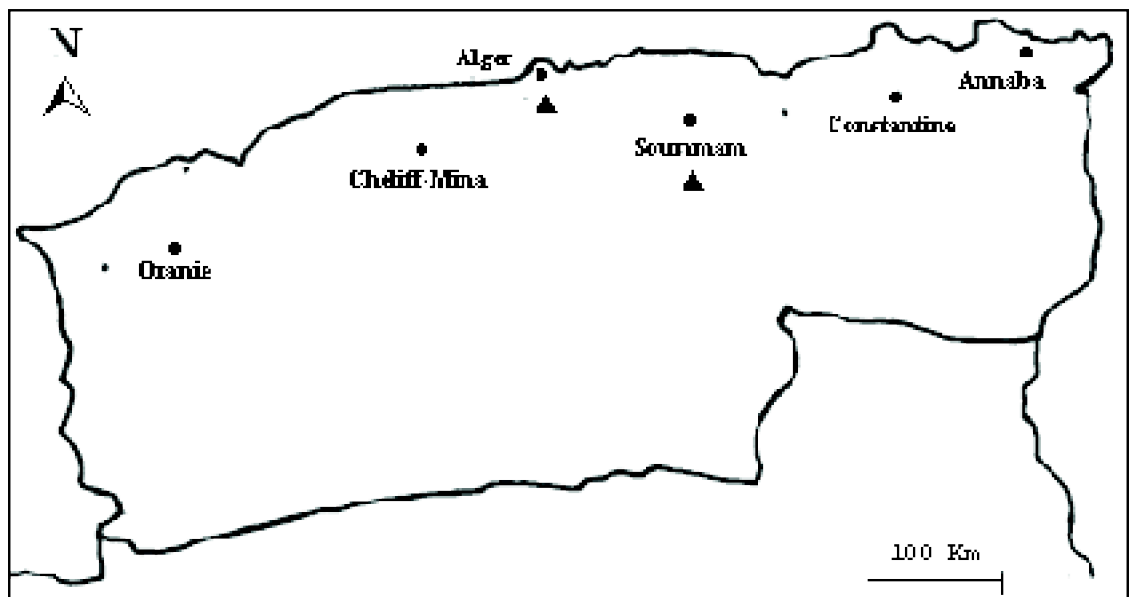 N
Alger
Annaba
Constantine
Soummam
Cheliff-Mina
Oranie
100 Km